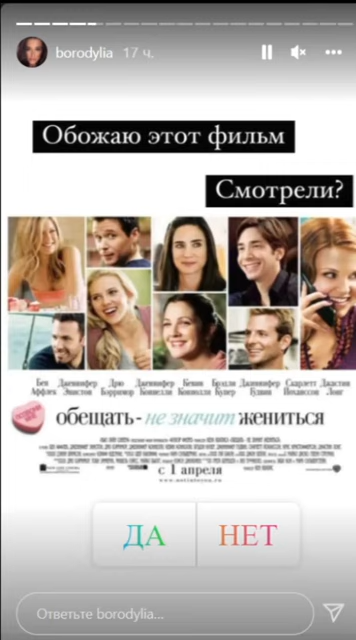 borodylia 17 ч.
Обожаю этот фильм
Смотрели?
Бен Дженнифер Дрю Дженнифер Кевин Брэдли Джиннифер Скарлетт Джастин
Аффлек Энистон Бэрримор Коннелли Коннолли Купер Гудвин Йоханссон Лонг
обещать - не значит жениться
с 1 апреля
ДА НЕТ
Ответьте borodylia...